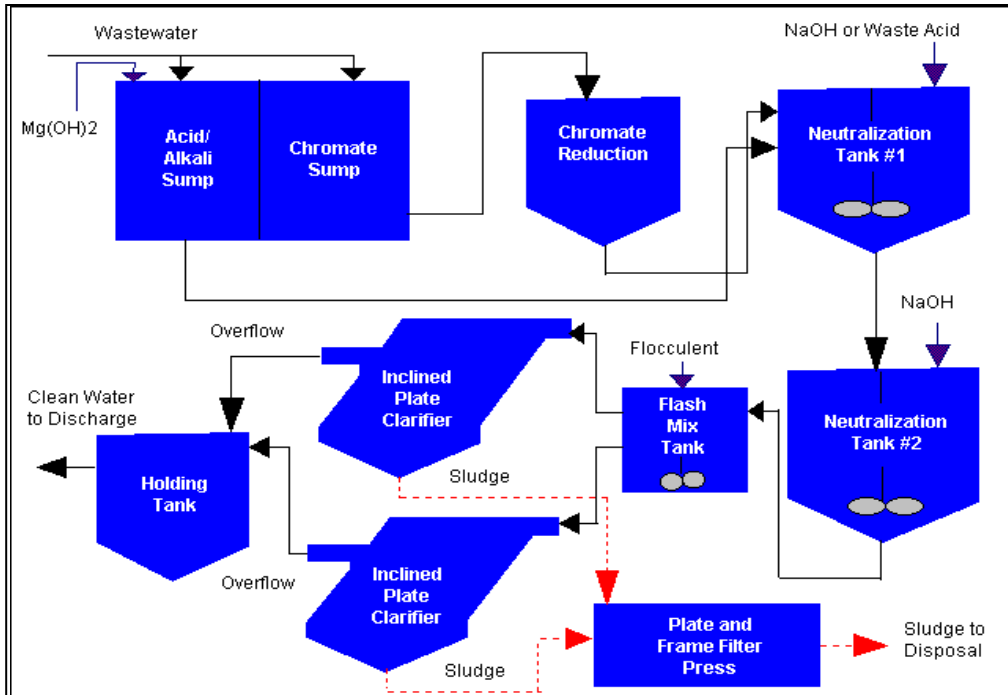 Wastewater
NaOH or Waste Acid
Mg(OH)2
Acid/
Alkali
Sump
Chromate
Sump
Chromate
Reduction
Neutralization
Tank #1
NaOH
Overflow
Flocculent
Clean Water
to Discharge
Inclined
Plate
Clarifier
Flash
Mix
Tank
Neutralization
Tank #2
Holding
Tank
Sludge
Overflow
Inclined
Plate
Clarifier
Sludge
Plate and
Frame Filter
Press
Sludge to
Disposal